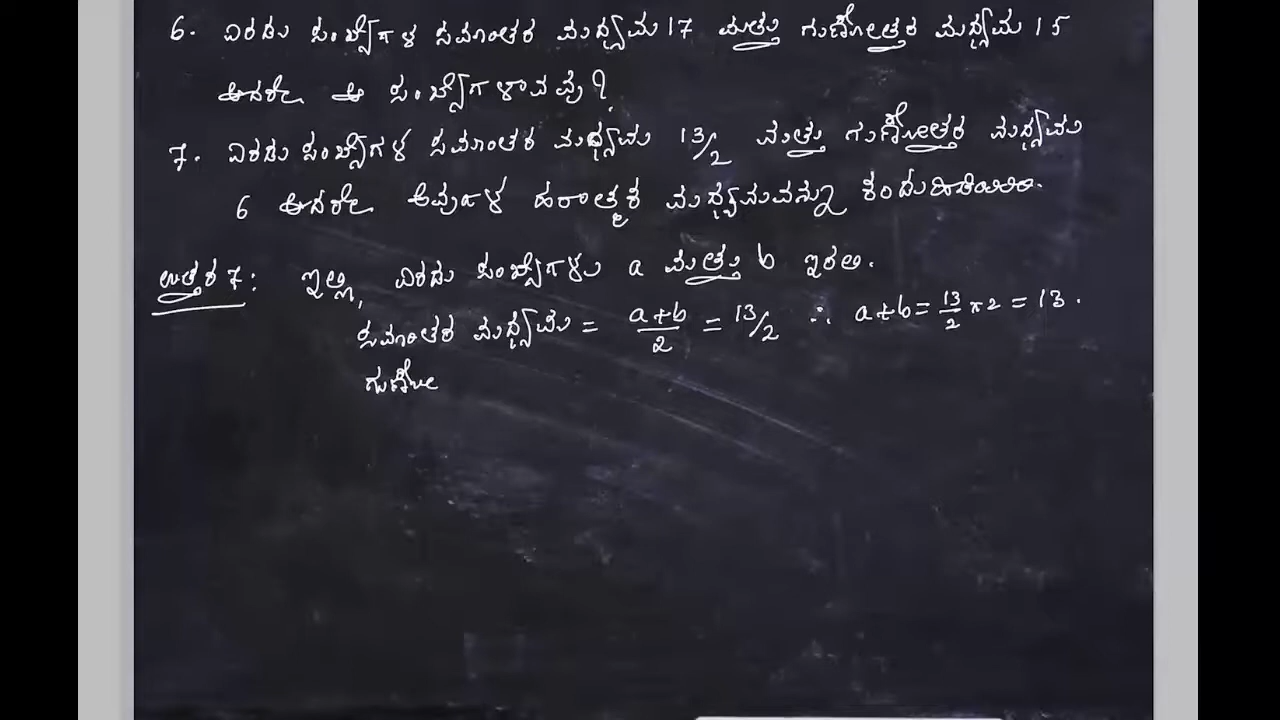 6. ಎರಡು ಸಂಖ್ಯೆಗಳ ಸಮಾಂತರ ಮಧ್ಯಮ 17 ಮತ್ತು ಗುಣೋತ್ತರ ಮಧ್ಯಮ 15
ಆದರೇ ಆ ಸಂಖ್ಯೆಗಳಾವವು?
7. ಎರಡು ಸಂಖ್ಯೆಗಳ ಸಮಾಂತರ ಮಧ್ಯಮ 13/2 ಮತ್ತು ಗುಣೋತ್ತರ ಮಧ್ಯಮ
6 ಆದರೇ ಅವುಗಳ ಹರಾತ್ಮಕ ಮಧ್ಯಮವನ್ನು ಕಂಡುಹಿಡಿಯಿರಿ.
ಉತ್ತರ 7: ಇಲ್ಲಿ, ಎರಡು ಸಂಖ್ಯೆಗಳು a ಮತ್ತು b ಇರಲಿ.
ಸಮಾಂತರ ಮಧ್ಯಮ = (a+b)/2 = 13/2 ∴ a+b = 13/2 × 2 = 13.
ಗುಣೋ